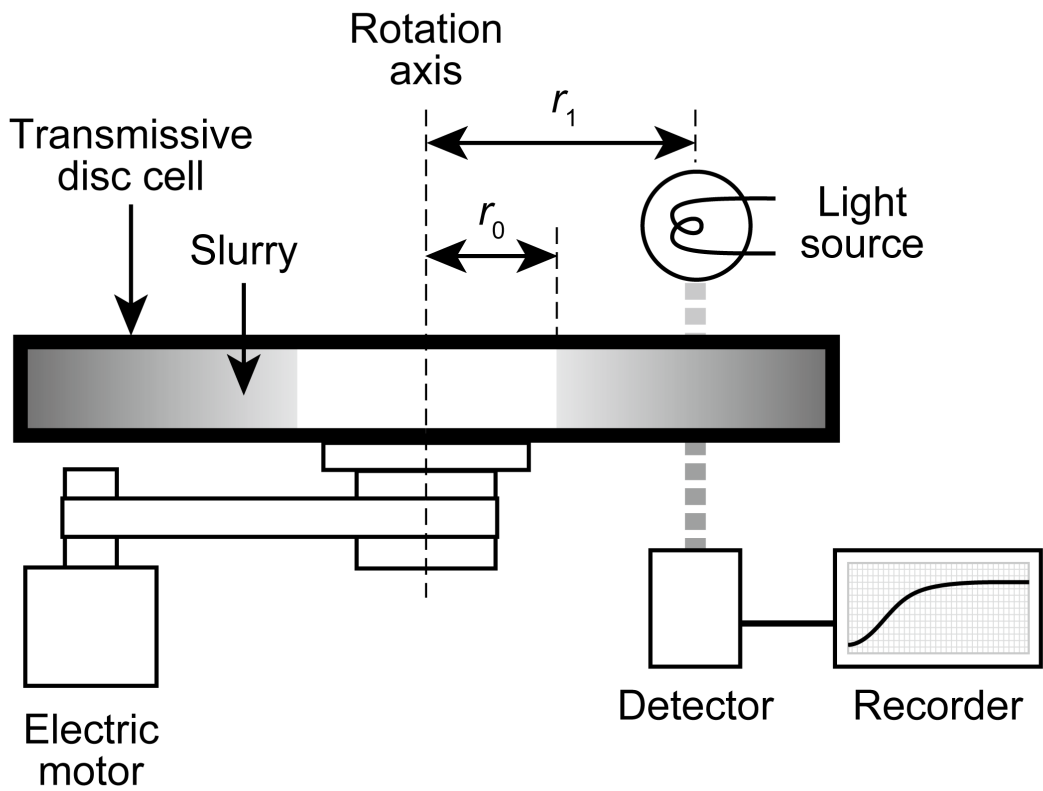 Rotation
axis
r1
Transmissive
disc cell
Slurry
r0
Light
source
Detector
Recorder
Electric
motor